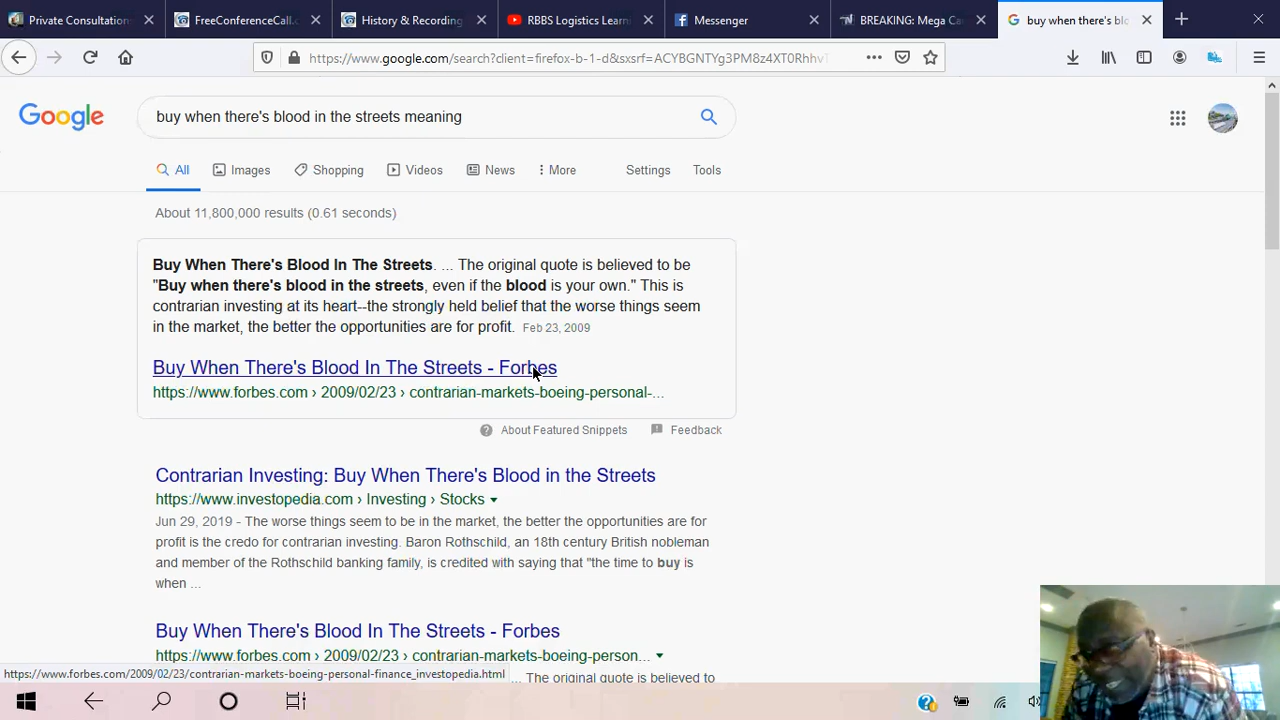 Private Consultation
FreeConferenceCall.c
History & Recording
RBBS Logistics Learni
Messenger
BREAKING: Mega Ca
buy when there's blo
https://www.google.com/search?client=firefox-b-1-d&sxsrf=ACYBGNTYg3PM8z4XT0Rhhv
Google
buy when there's blood in the streets meaning
All
Images
Shopping
Videos
News
More
Settings
Tools
About 11,800,000 results (0.61 seconds)
Buy When There's Blood In The Streets. ... The original quote is believed to be
"Buy when there's blood in the streets, even if the blood is your own." This is
contrarian investing at its heart--the strongly held belief that the worse things seem
in the market, the better the opportunities are for profit. Feb 23, 2009
Buy When There's Blood In The Streets - Forbes
https://www.forbes.com › 2009/02/23 › contrarian-markets-boeing-personal-...
About Featured Snippets
Feedback
Contrarian Investing: Buy When There's Blood in the Streets
https://www.investopedia.com › Investing › Stocks
Jun 29, 2019 - The worse things seem to be in the market, the better the opportunities are for
profit is the credo for contrarian investing. Baron Rothschild, an 18th century British nobleman
and member of the Rothschild banking family, is credited with saying that "the time to buy is
when ...
Buy When There's Blood In The Streets - Forbes
https://www.forbes.com › 2009/02/23 › contrarian-markets-boeing-person...
https://www.forbes.com/2009/02/23/contrarian-markets-boeing-personal-finance_investopedia.html
... The original quote is believed to